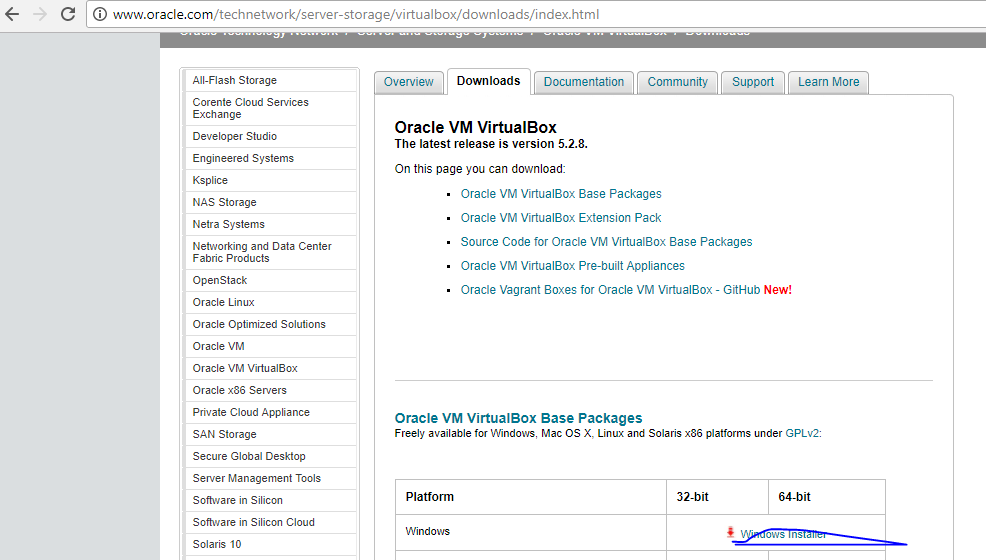 www.oracle.com/technetwork/server-storage/virtualbox/downloads/index.html
Oracle Technology Network / Server and Storage Systems / Oracle VM VirtualBox / Downloads
All-Flash Storage
Corente Cloud Services
Exchange
Developer Studio
Engineered Systems
Ksplice
NAS Storage
Netra Systems
Networking and Data Center
Fabric Products
OpenStack
Oracle Linux
Oracle Optimized Solutions
Oracle VM
Oracle VM VirtualBox
Oracle x86 Servers
Private Cloud Appliance
SAN Storage
Secure Global Desktop
Server Management Tools
Software in Silicon
Software in Silicon Cloud
Solaris 10
Overview Downloads Documentation Community Support Learn More
Oracle VM VirtualBox
The latest release is version 5.2.8.
On this page you can download:
▪ Oracle VM VirtualBox Base Packages
▪ Oracle VM VirtualBox Extension Pack
▪ Source Code for Oracle VM VirtualBox Base Packages
▪ Oracle VM VirtualBox Pre-built Appliances
▪ Oracle Vagrant Boxes for Oracle VM VirtualBox - GitHub New!
Oracle VM VirtualBox Base Packages
Freely available for Windows, Mac OS X, Linux and Solaris x86 platforms under GPLv2:
Platform 32-bit 64-bit
Windows Windows Installer